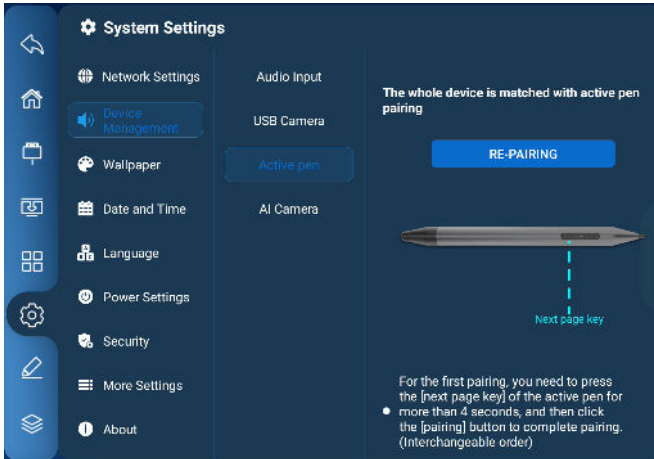 System Settings
Network Settings
Device
Management
Wallpaper
Date and Time
Language
Power Settings
Security
More Settings
About
Audio Input
USB Camera
Active pen
AI Camera
The whole device is matched with active pen
pairing
RE-PAIRING
Next page key
For the first pairing, you need to press
the [next page key] of the active pen for
more than 4 seconds, and then click
the [pairing] button to complete pairing.
(Interchangeable order)